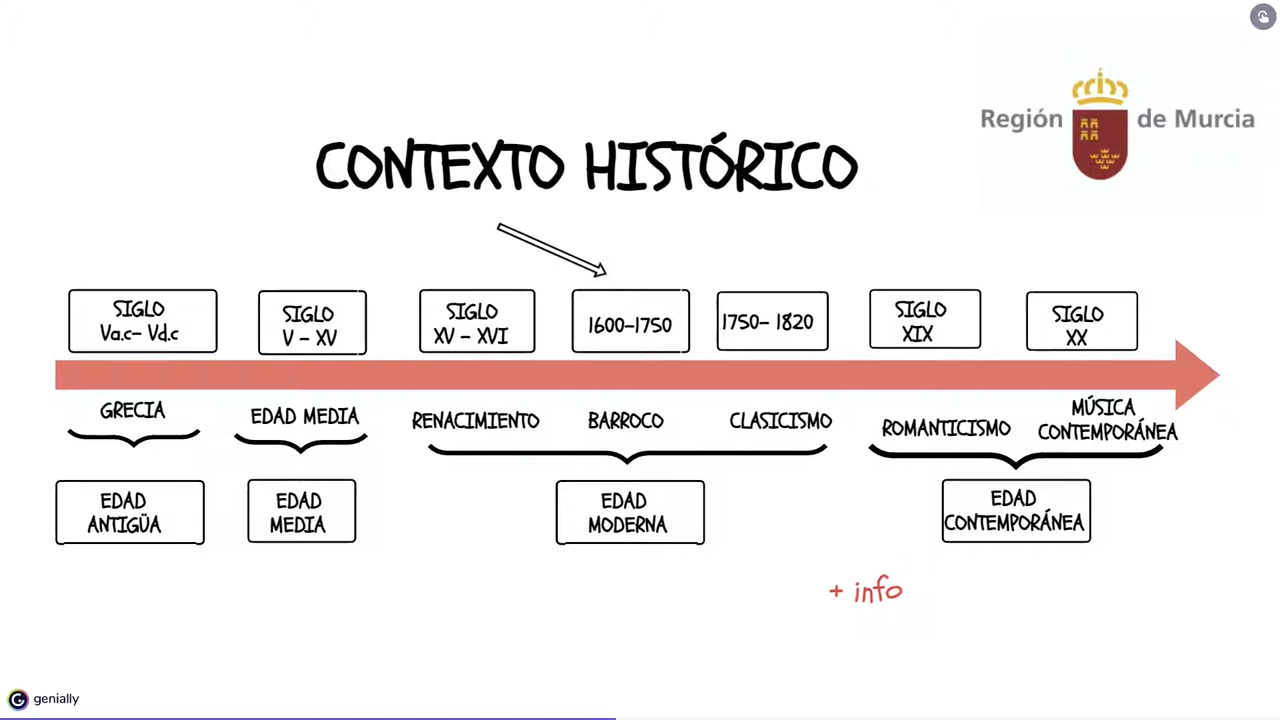 Región de Murcia
CONTEXTO HISTÓRICO
SIGLO
Va.c– Vd.c
SIGLO
V – XV
SIGLO
XV – XVI
1600–1750
1750– 1820
SIGLO
XIX
SIGLO
XX
GRECIA
EDAD MEDIA
RENACIMIENTO
BARROCO
CLASICISMO
ROMANTICISMO
MÚSICA
CONTEMPORÁNEA
EDAD
ANTIGÜA
EDAD
MEDIA
EDAD
MODERNA
EDAD
CONTEMPORÁNEA
+ info
genially